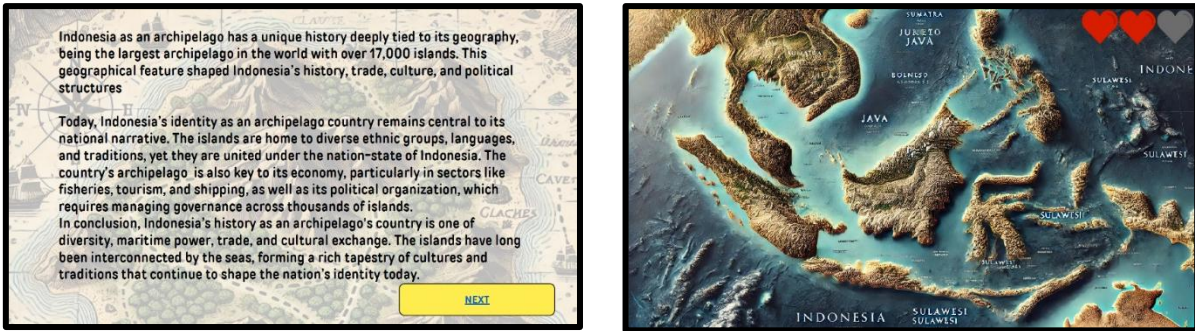 Indonesia as an archipelago has a unique history deeply tied to its geography,
being the largest archipelago in the world with over 17,000 islands. This
geographical feature shaped Indonesia's history, trade, culture, and political
structures
Today, Indonesia's identity as an archipelago country remains central to its
national narrative. The islands are home to diverse ethnic groups, languages,
and traditions, yet they are united under the nation-state of Indonesia. The
country's archipelago is also key to its economy, particularly in sectors like
fisheries, tourism, and shipping, as well as its political organization, which
requires managing governance across thousands of islands.
In conclusion, Indonesia's history as an archipelago's country is one of
diversity, maritime power, trade, and cultural exchange. The islands have long
been interconnected by the seas, forming a rich tapestry of cultures and
traditions that continue to shape the nation's identity today.
NEXT
N
GLACHES
SUMATRA
JUNETO
JAVA
INDONE
SULAWESI
JAVA
SULAWESI
SULAWESI
INDONESIA
SULAWESI
SULAWESI